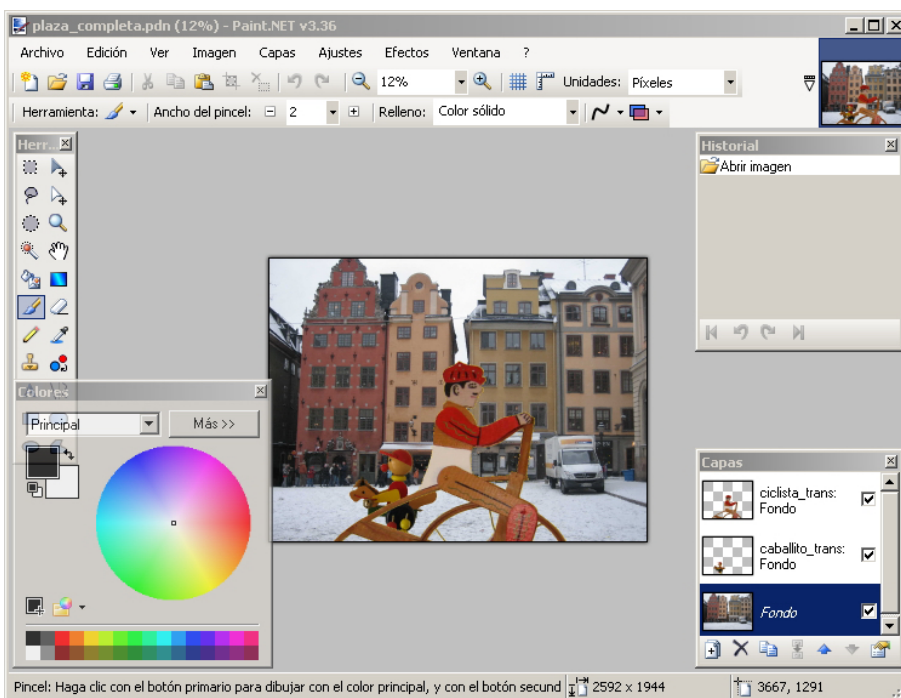 plaza_completa.pdn (12%) - Paint.NET v3.36
Archivo Edición Ver Imagen Capas Ajustes Efectos Ventana ?
12% Unidades: Píxeles
Herramienta: Ancho del pincel: 2 Relleno: Color sólido
Herr...
Historial
Abrir imagen
Colores
Principal Más >>
Capas
ciclista_trans:
Fondo
caballito_trans:
Fondo
Fondo
Pincel: Haga clic con el botón primario para dibujar con el color principal, y con el botón secund 2592 x 1944 3667, 1291